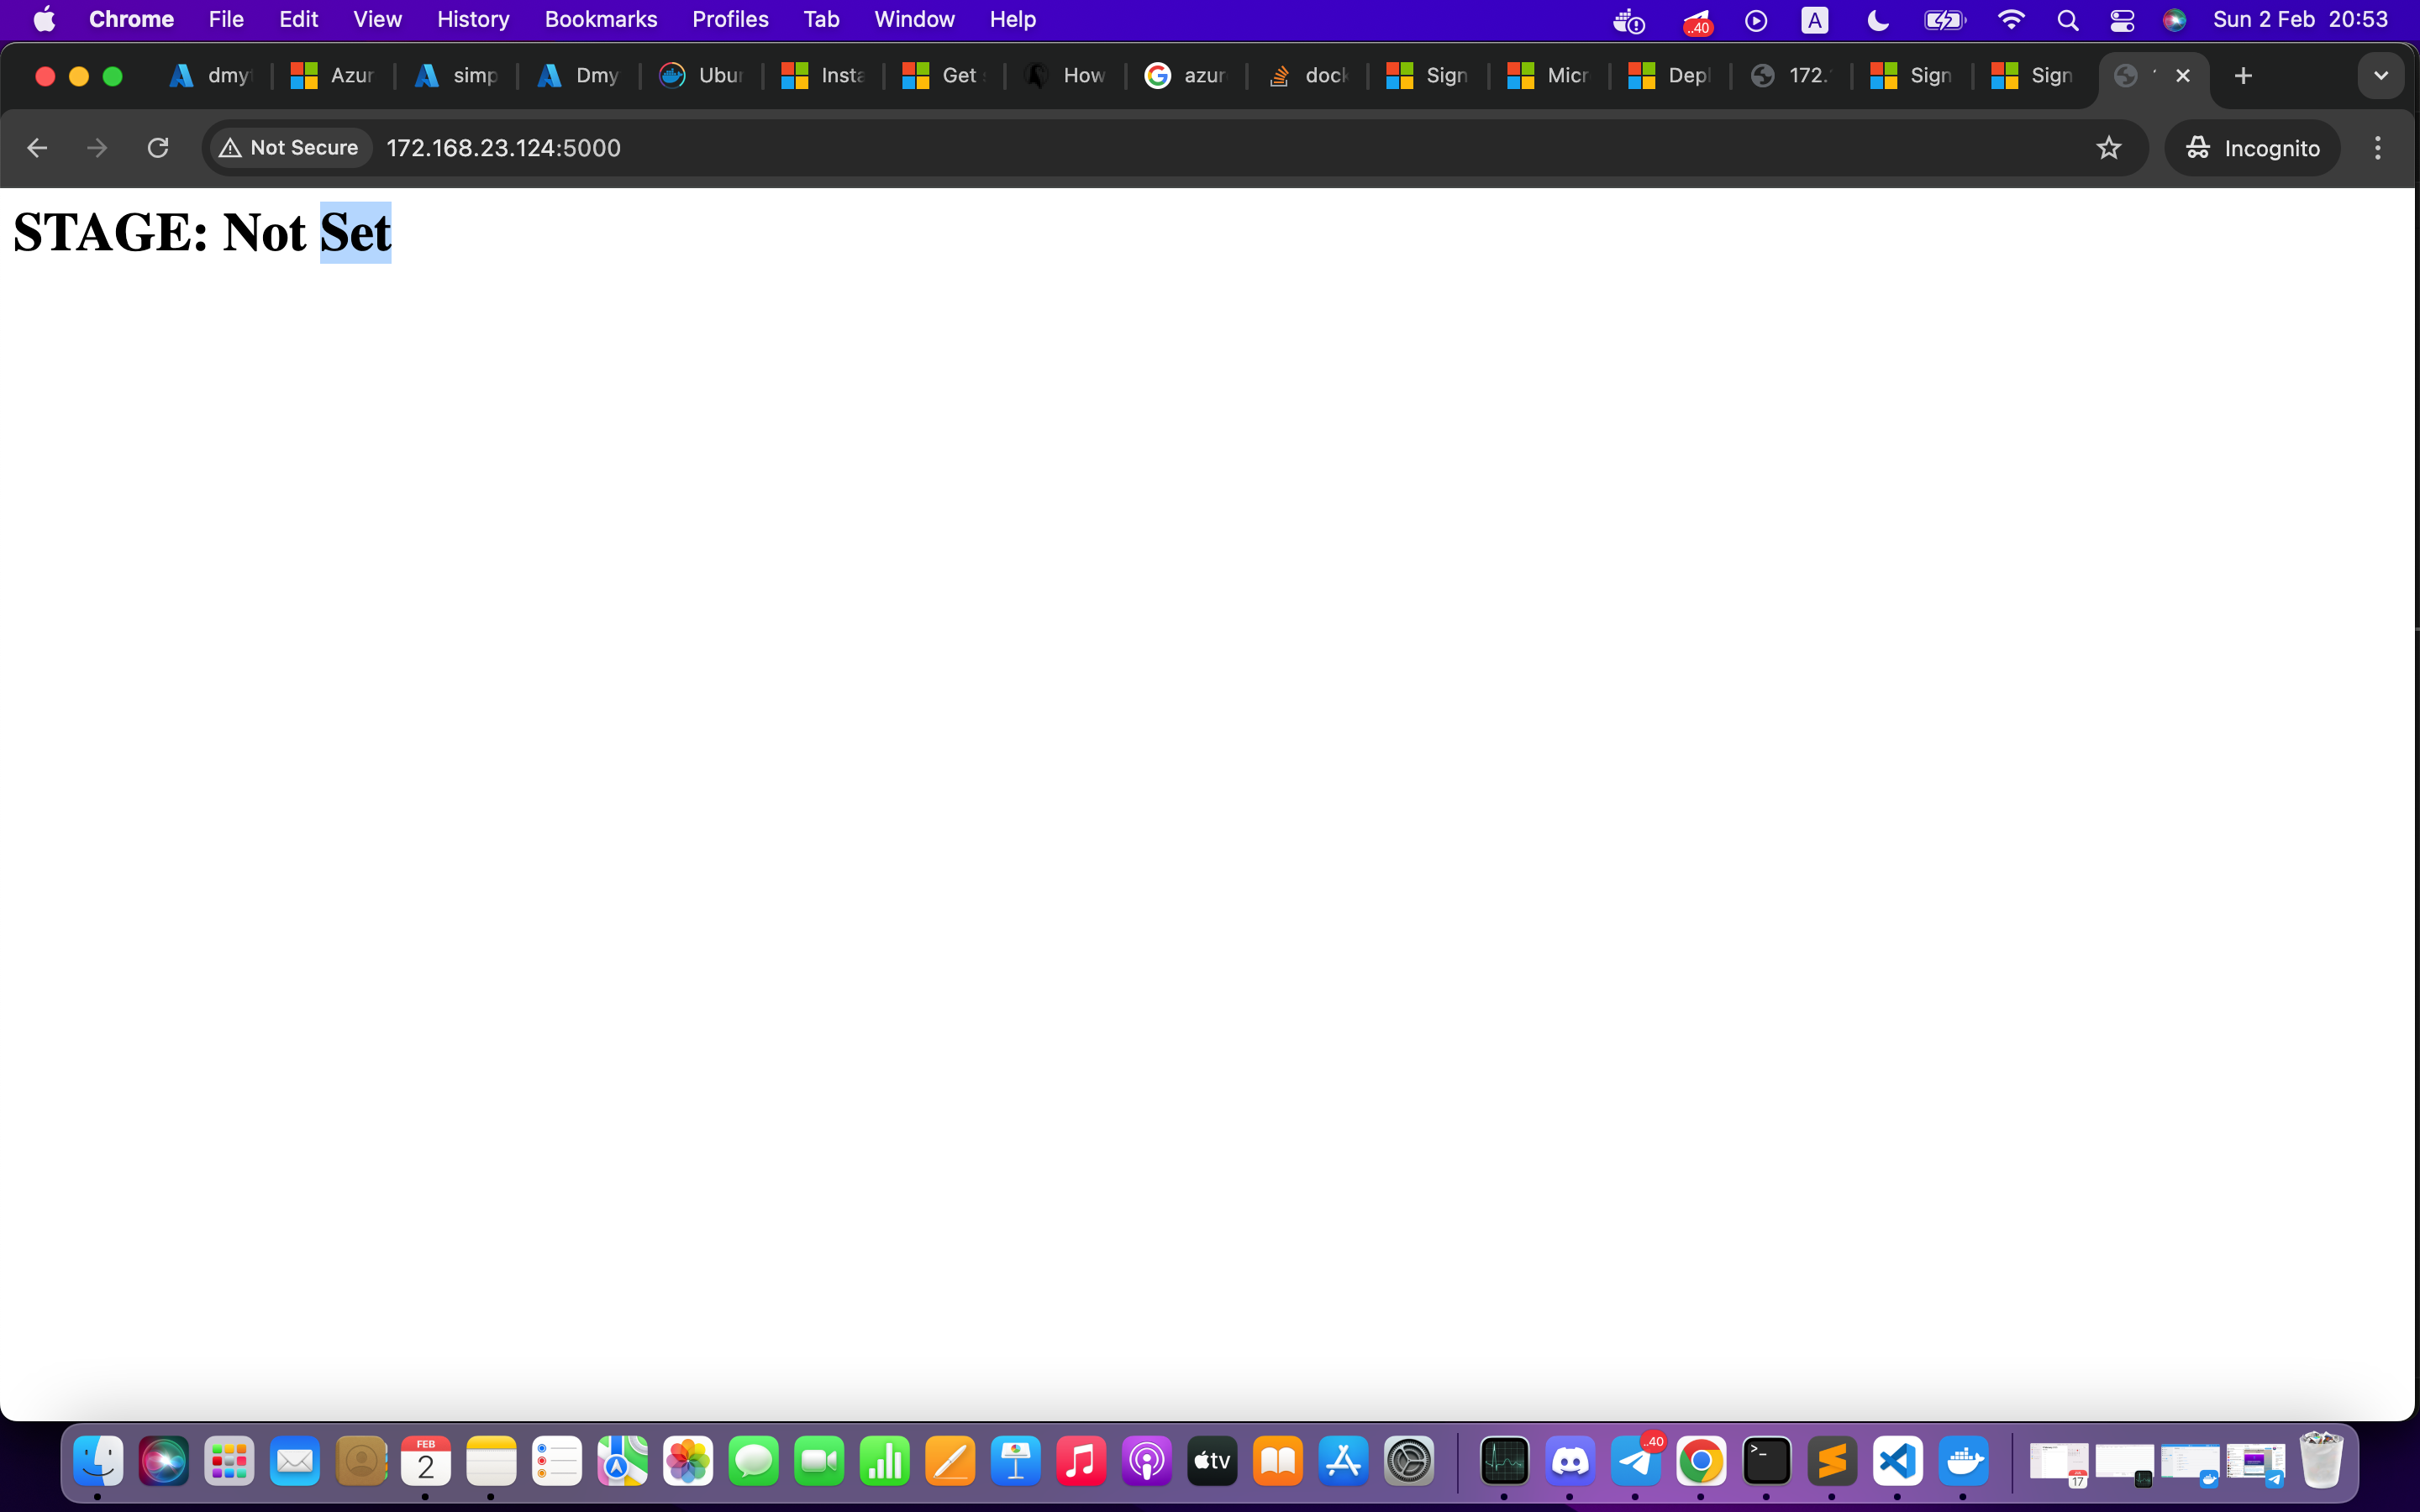 Chrome File Edit View History Bookmarks Profiles Tab Window Help ..40 A Sun 2 Feb 20:53
dmy Azur simp Dmy Ubu Insta Get How azur dock Sign Micr Depl 172. Sign Sign
Not Secure 172.168.23.124:5000 Incognito
STAGE: Not Set
FEB
2
tv
..40
>_
17